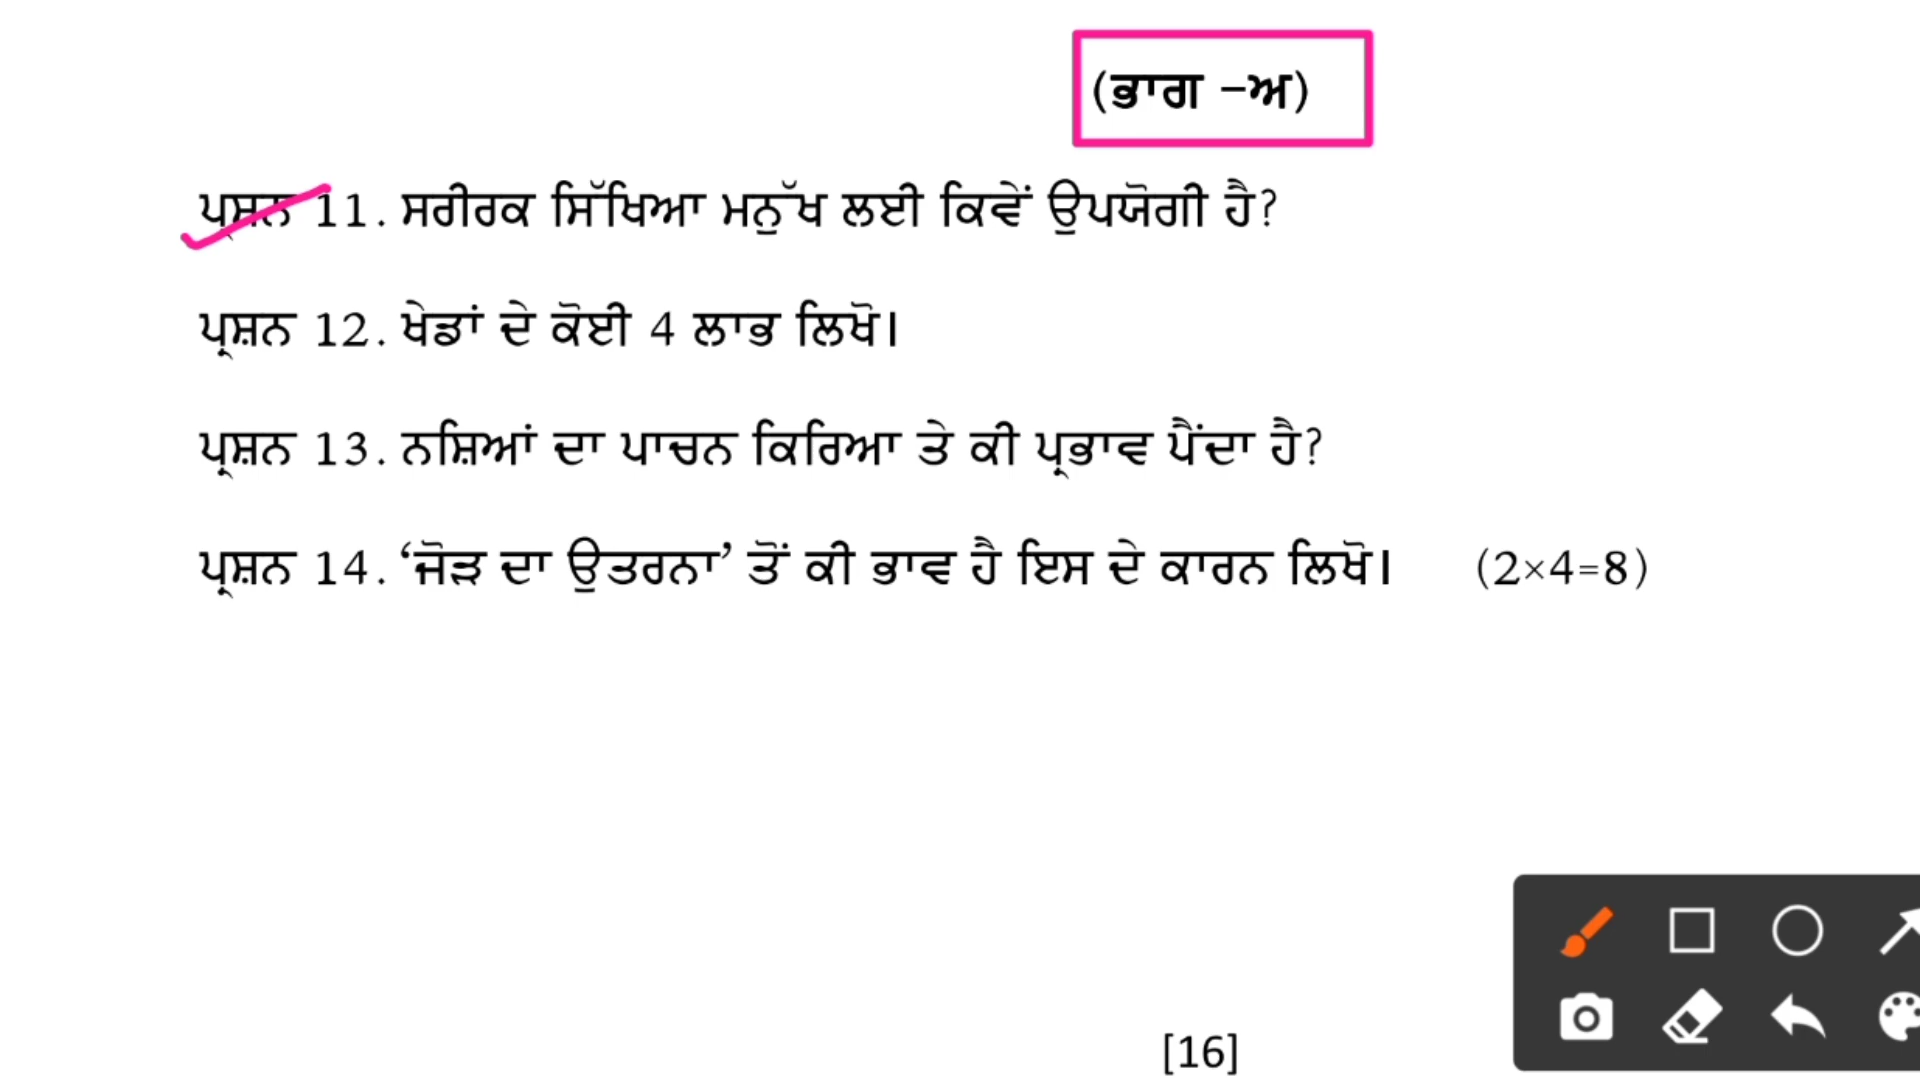 (ਭਾਗ –ਅ)
ਪ੍ਰਸ਼ਨ 11. ਸਰੀਰਕ ਸਿੱਖਿਆ ਮਨੁੱਖ ਲਈ ਕਿਵੇਂ ਉਪਯੋਗੀ ਹੈ?
ਪ੍ਰਸ਼ਨ 12. ਖੇਡਾਂ ਦੇ ਕੋਈ 4 ਲਾਭ ਲਿਖੋ।
ਪ੍ਰਸ਼ਨ 13. ਨਸ਼ਿਆਂ ਦਾ ਪਾਚਨ ਕਿਰਿਆ ਤੇ ਕੀ ਪ੍ਰਭਾਵ ਪੈਂਦਾ ਹੈ?
ਪ੍ਰਸ਼ਨ 14. ‘ਜੋੜ ਦਾ ਉਤਰਨਾ’ ਤੋਂ ਕੀ ਭਾਵ ਹੈ ਇਸ ਦੇ ਕਾਰਨ ਲਿਖੋ। (2×4=8)
[16]